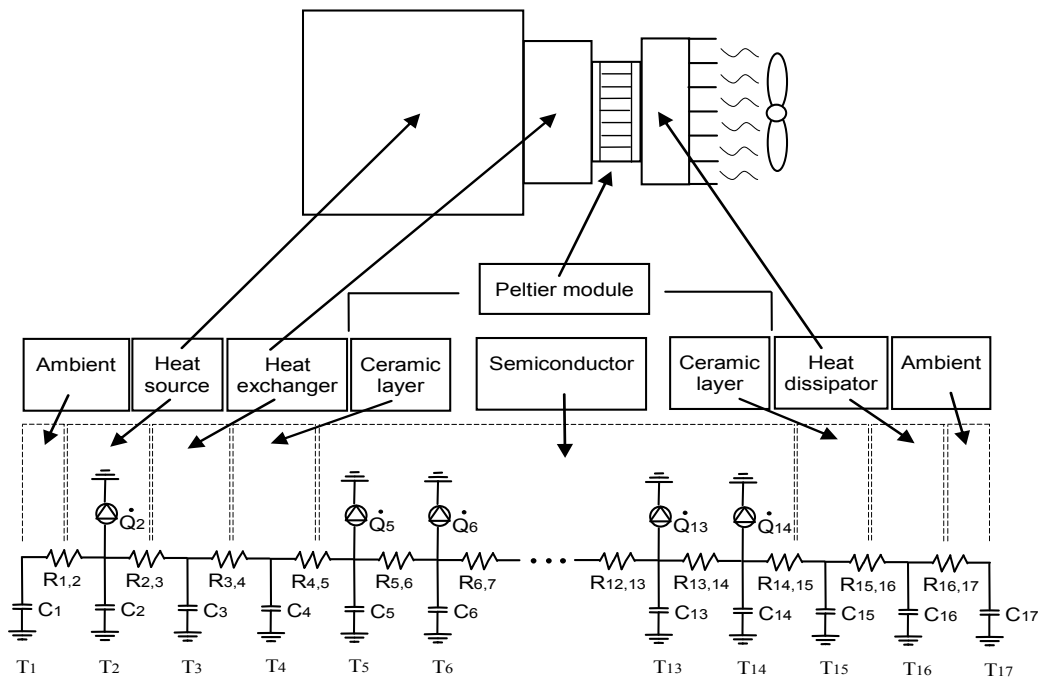 Peltier module
Ambient
Heat source
Heat exchanger
Ceramic layer
Semiconductor
Ceramic layer
Heat dissipator
Ambient
Q̇2
Q̇5
Q̇6
Q̇13
Q̇14
R1,2
R2,3
R3,4
R4,5
R5,6
R6,7
R12,13
R13,14
R14,15
R15,16
R16,17
C1
C2
C3
C4
C5
C6
C13
C14
C15
C16
C17
T1
T2
T3
T4
T5
T6
T13
T14
T15
T16
T17